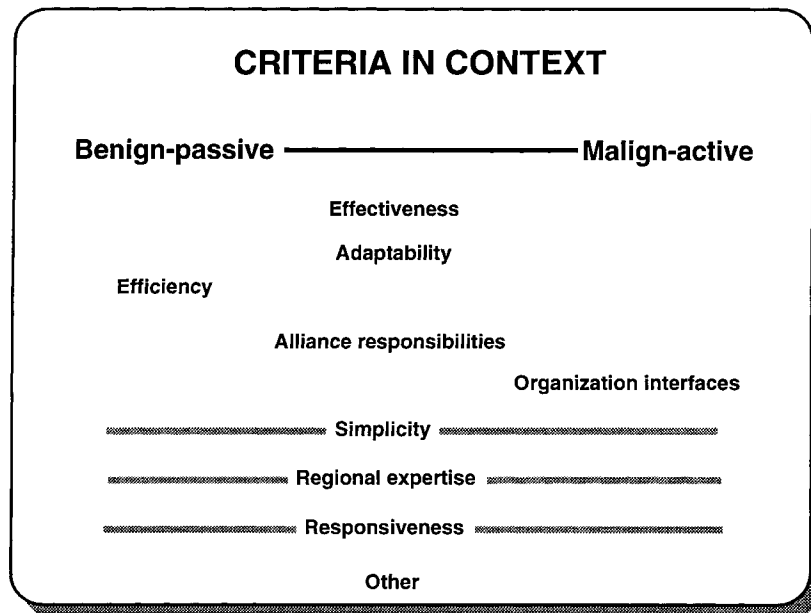 CRITERIA IN CONTEXT
Benign-passive Malign-active
Effectiveness
Adaptability
Efficiency
Alliance responsibilities
Organization interfaces
Simplicity
Regional expertise
Responsiveness
Other